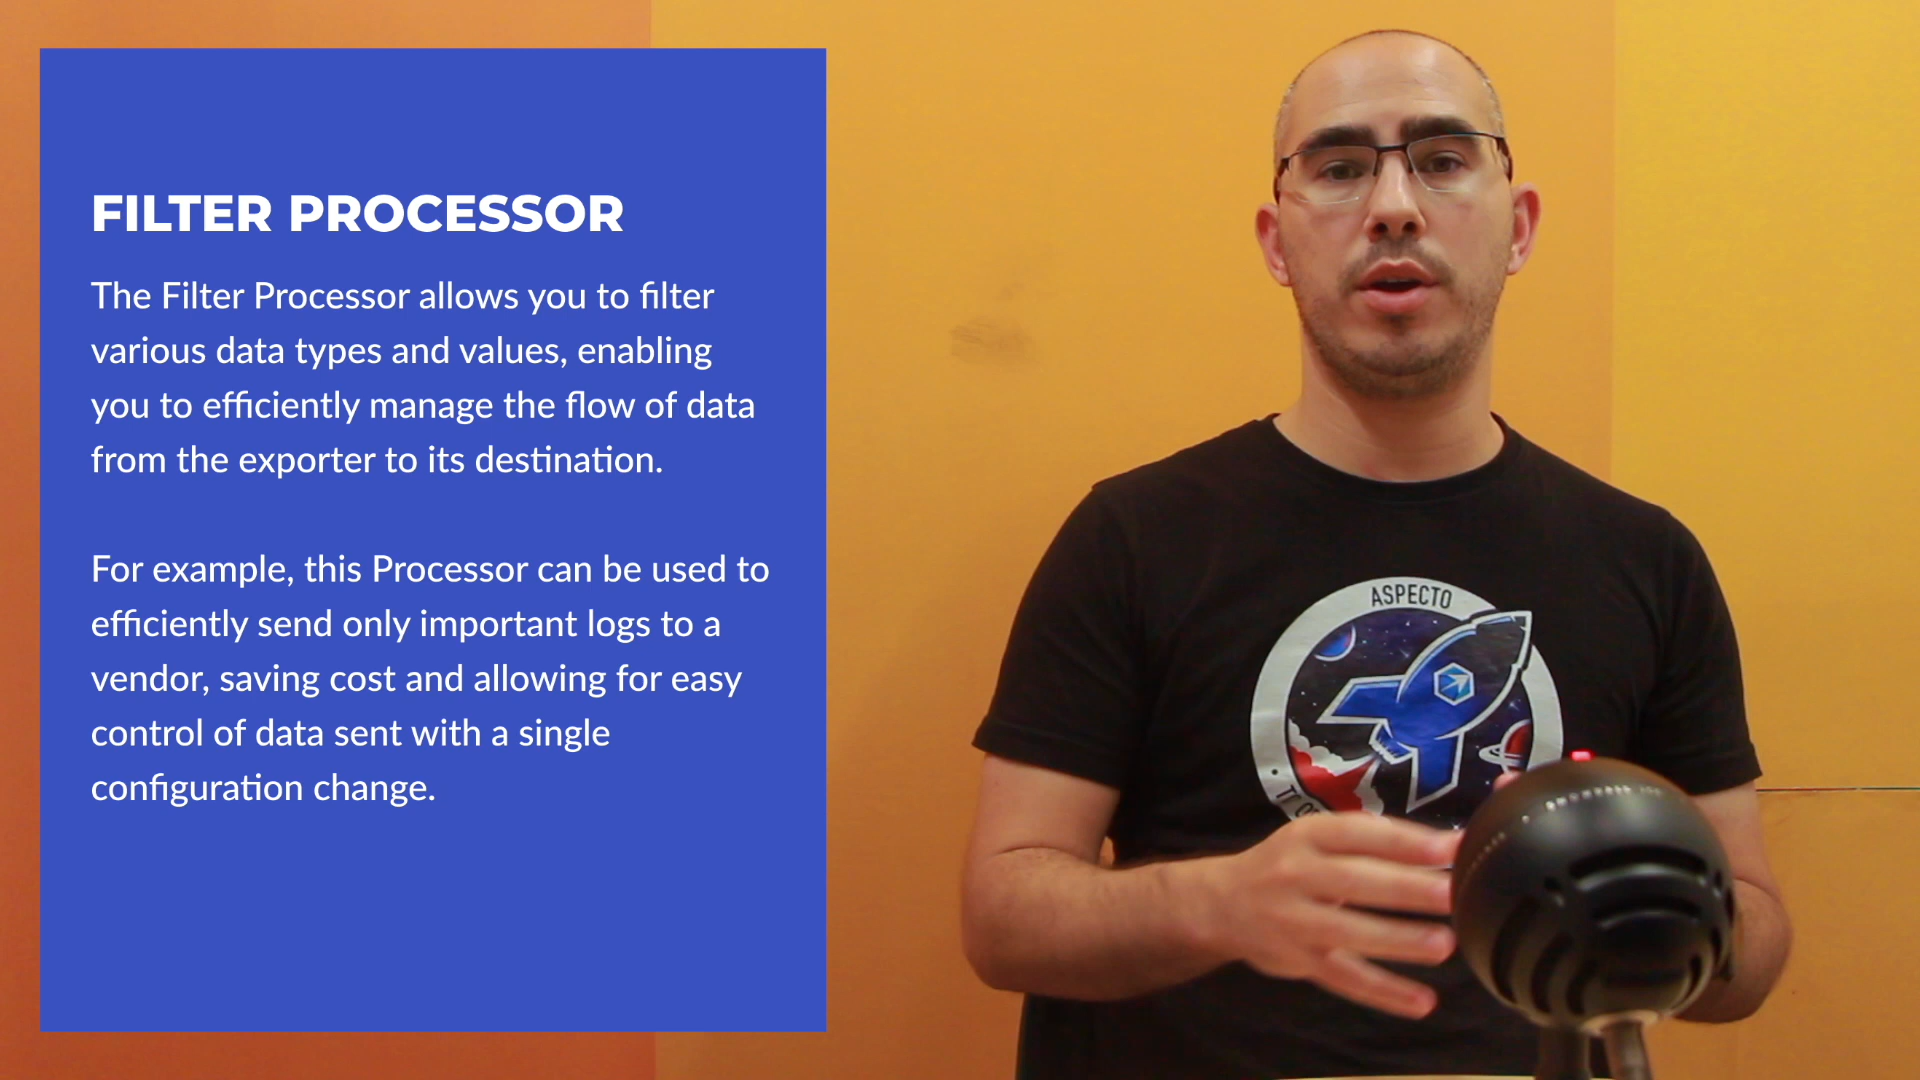 FILTER PROCESSOR
The Filter Processor allows you to filter
various data types and values, enabling
you to efficiently manage the flow of data
from the exporter to its destination.
For example, this Processor can be used to
efficiently send only important logs to a
vendor, saving cost and allowing for easy
control of data sent with a single
configuration change.
ASPECTO